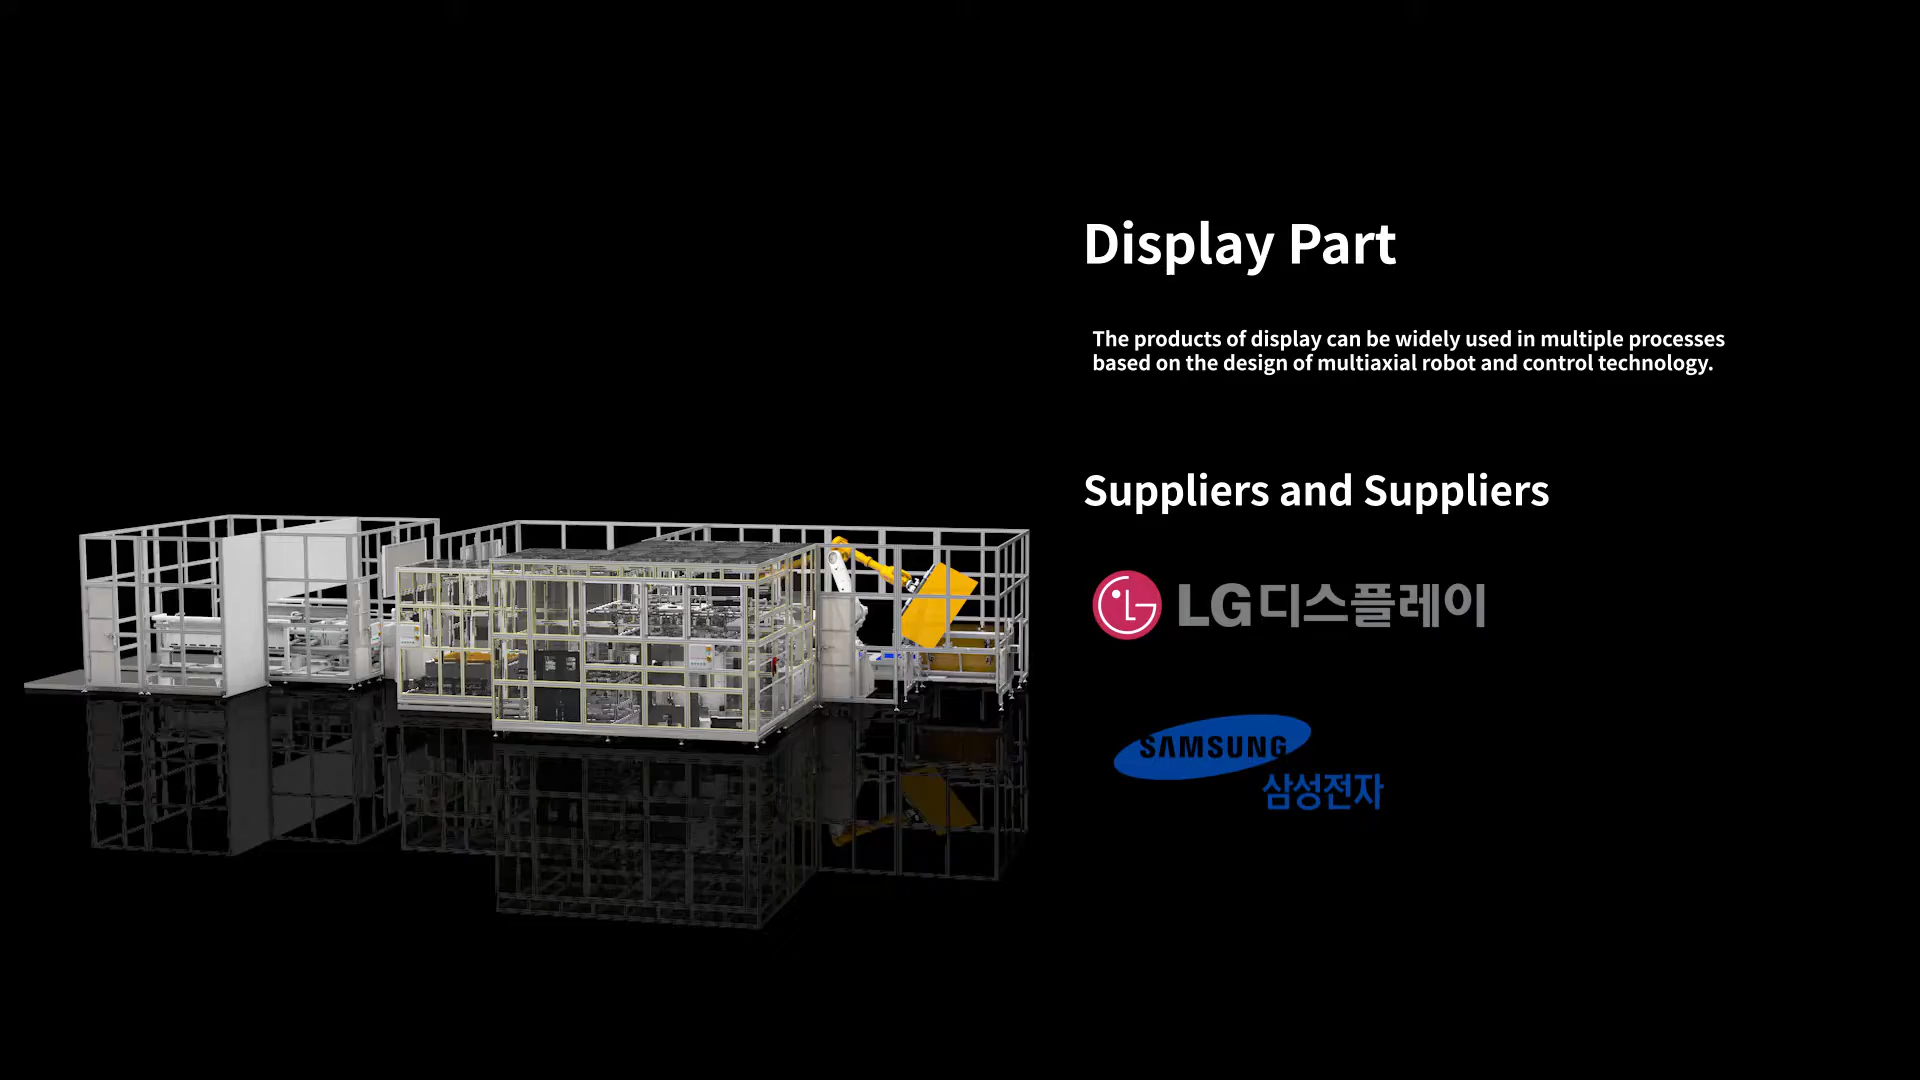 Display Part
The products of display can be widely used in multiple processes
based on the design of multiaxial robot and control technology.
Suppliers and Suppliers
LG디스플레이
SAMSUNG
삼성전자